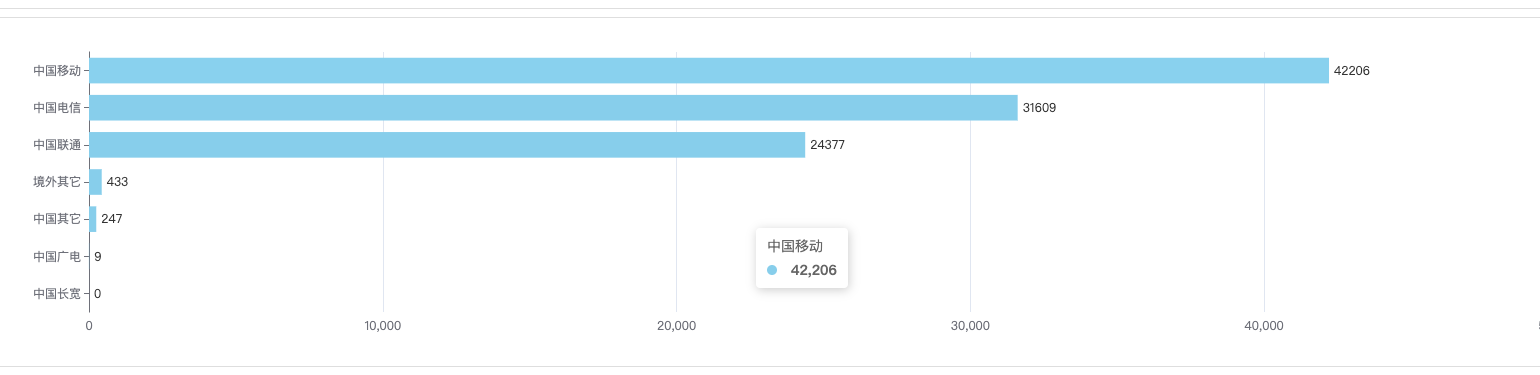 中国移动 42206
中国电信 31609
中国联通 24377
境外其它 433
中国其它 247
中国移动
42,206
中国广电 9
中国长宽 0
0 10,000 20,000 30,000 40,000